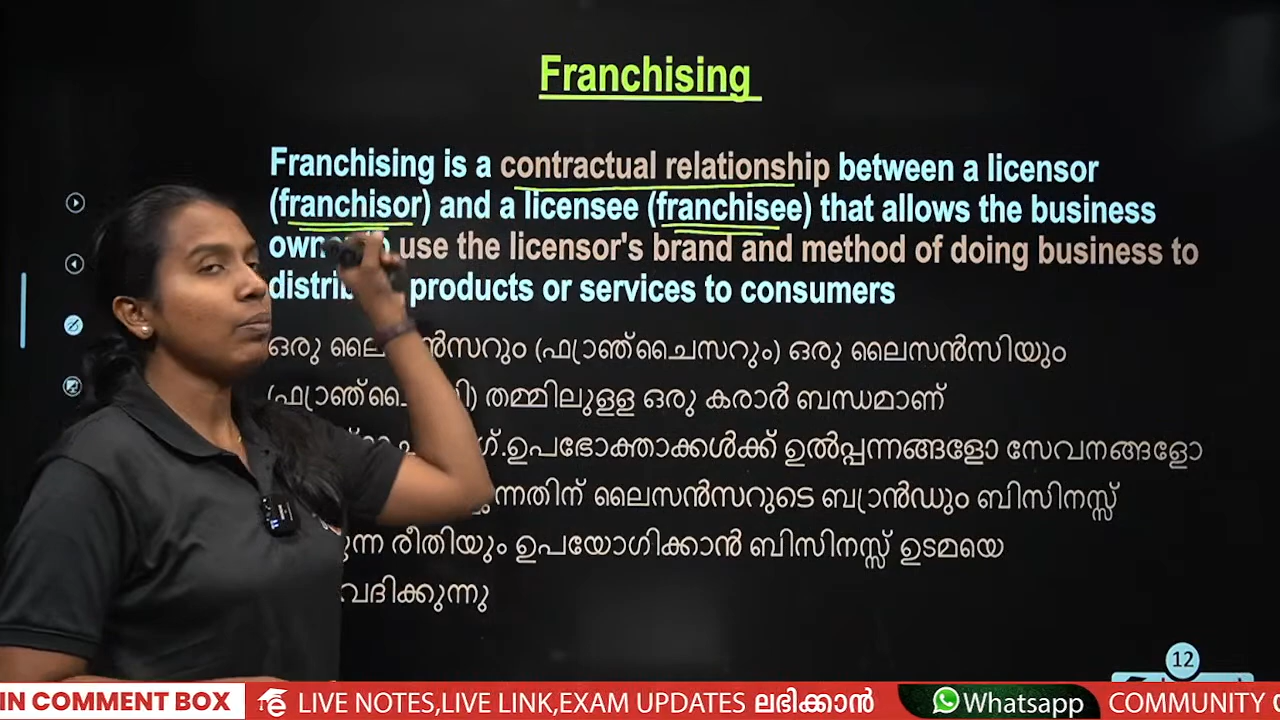 Franchising
Franchising is a contractual relationship between a licensor
(franchisor) and a licensee (franchisee) that allows the business
use the licensor's brand and method of doing business to
products or services to consumers
ഒരു (ഫ്രാഞ്ചൈസറും) ഒരു ലൈസൻസിയും
തമ്മിലുളള ഒരു കരാർ ബന്ധമാണ്
ഉപഭോക്താക്കൾക്ക് ഉൽപ്പന്നങ്ങളോ സേവനങ്ങളോ
ലൈസൻസറുടെ ബ്രാൻഡും ബിസിനസ്സ്
രീതിയും ഉപയോഗിക്കാൻ ബിസിനസ്സ് ഉടമയെ
12
IN COMMENT BOX
LIVE NOTES,LIVE LINK,EXAM UPDATES ലഭിക്കാൻ Whatsapp COMMUNITY